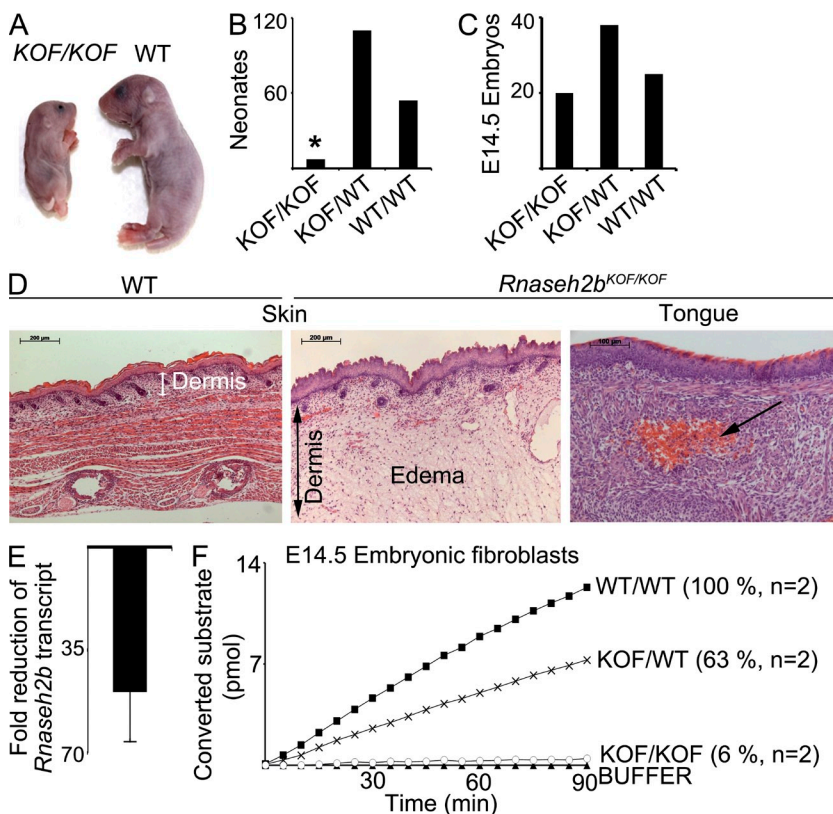 A
KOF/KOF WT
B
Neonates
120
60
*
KOF/KOF
KOF/WT
WT/WT
C
E14.5 Embryos
40
20
KOF/KOF
KOF/WT
WT/WT
D
WT
Rnaseh2bKOF/KOF
Skin
Tongue
200 µm
Dermis
200 µm
Dermis
Edema
100 µm
E
Fold reduction of
Rnaseh2b transcript
35
70
F
E14.5 Embryonic fibroblasts
Converted substrate
(pmol)
14
7
WT/WT (100 %, n=2)
KOF/WT (63 %, n=2)
KOF/KOF (6 %, n=2)
BUFFER
30 60 90
Time (min)